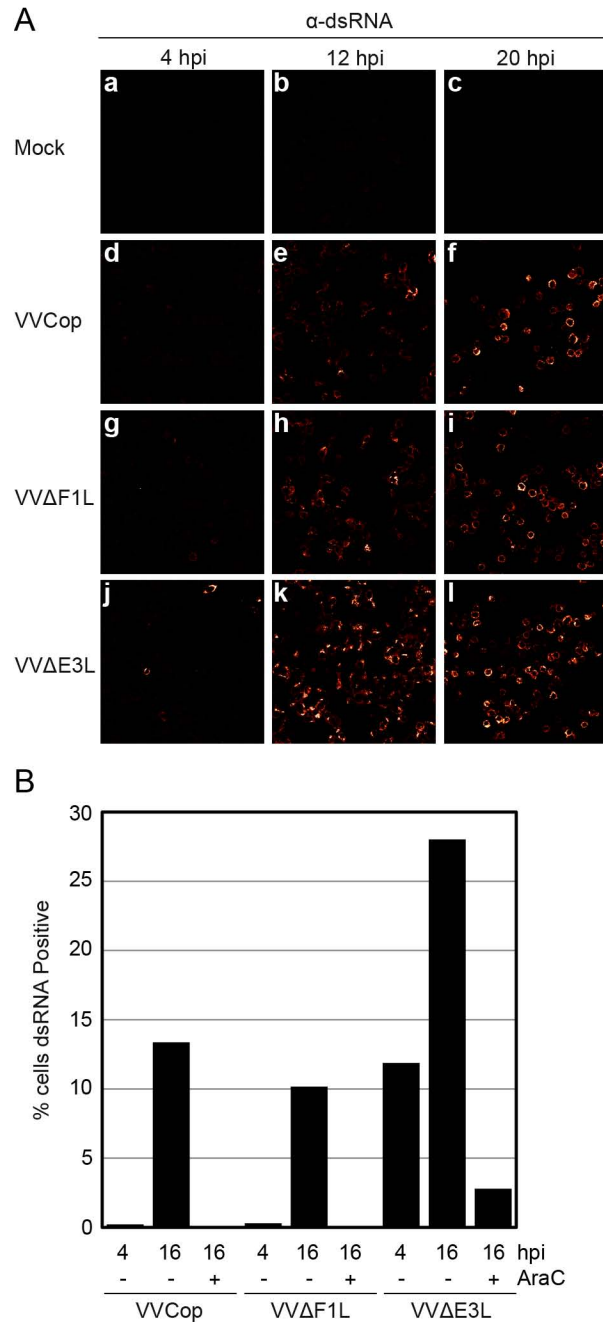 A
α-dsRNA
4 hpi 12 hpi 20 hpi
a b c
Mock
d e f
VVCop
g h i
VVΔF1L
j k l
VVΔE3L
B
30
25
20
15
10
5
0
% cells dsRNA Positive
4 16 16 4 16 16 4 16 16 hpi
- - + - - + - - + AraC
VVCop VVΔF1L VVΔE3L